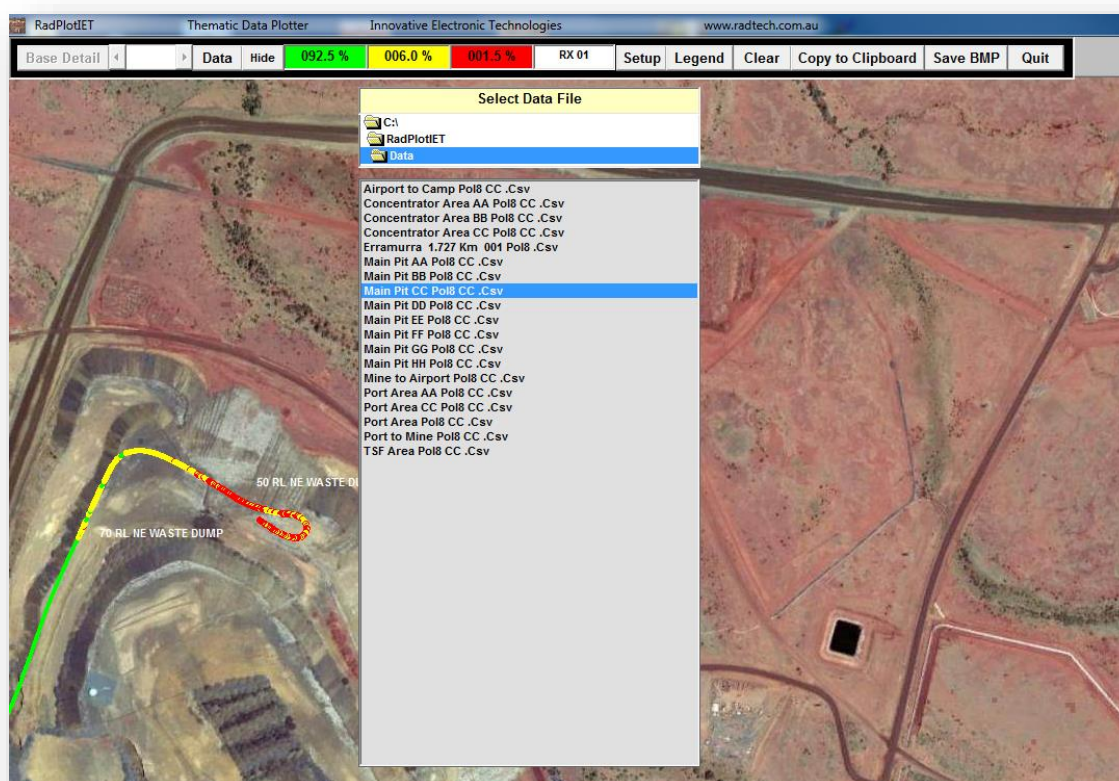 RadPlotIET Thematic Data Plotter Innovative Electronic Technologies www.radtech.com.au
Base Detail Data Hide 092.5 % 006.0 % 001.5 % RX 01 Setup Legend Clear Copy to Clipboard Save BMP Quit
Select Data File
C:\
RadPlotIET
Data
Airport to Camp Pol8 CC .Csv
Concentrator Area AA Pol8 CC .Csv
Concentrator Area BB Pol8 CC .Csv
Concentrator Area CC Pol8 CC .Csv
Erramurra 1.727 Km 001 Pol8 .Csv
Main Pit AA Pol8 CC .Csv
Main Pit BB Pol8 CC .Csv
Main Pit CC Pol8 CC .Csv
Main Pit DD Pol8 CC .Csv
Main Pit EE Pol8 CC .Csv
Main Pit FF Pol8 CC .Csv
Main Pit GG Pol8 CC .Csv
Main Pit HH Pol8 CC .Csv
Mine to Airport Pol8 CC .Csv
Port Area AA Pol8 CC .Csv
Port Area CC Pol8 CC .Csv
Port Area Pol8 CC .Csv
Port to Mine Pol8 CC .Csv
TSF Area Pol8 CC .Csv
50 RL NE WASTE DI
70 RL NE WASTE DUMP